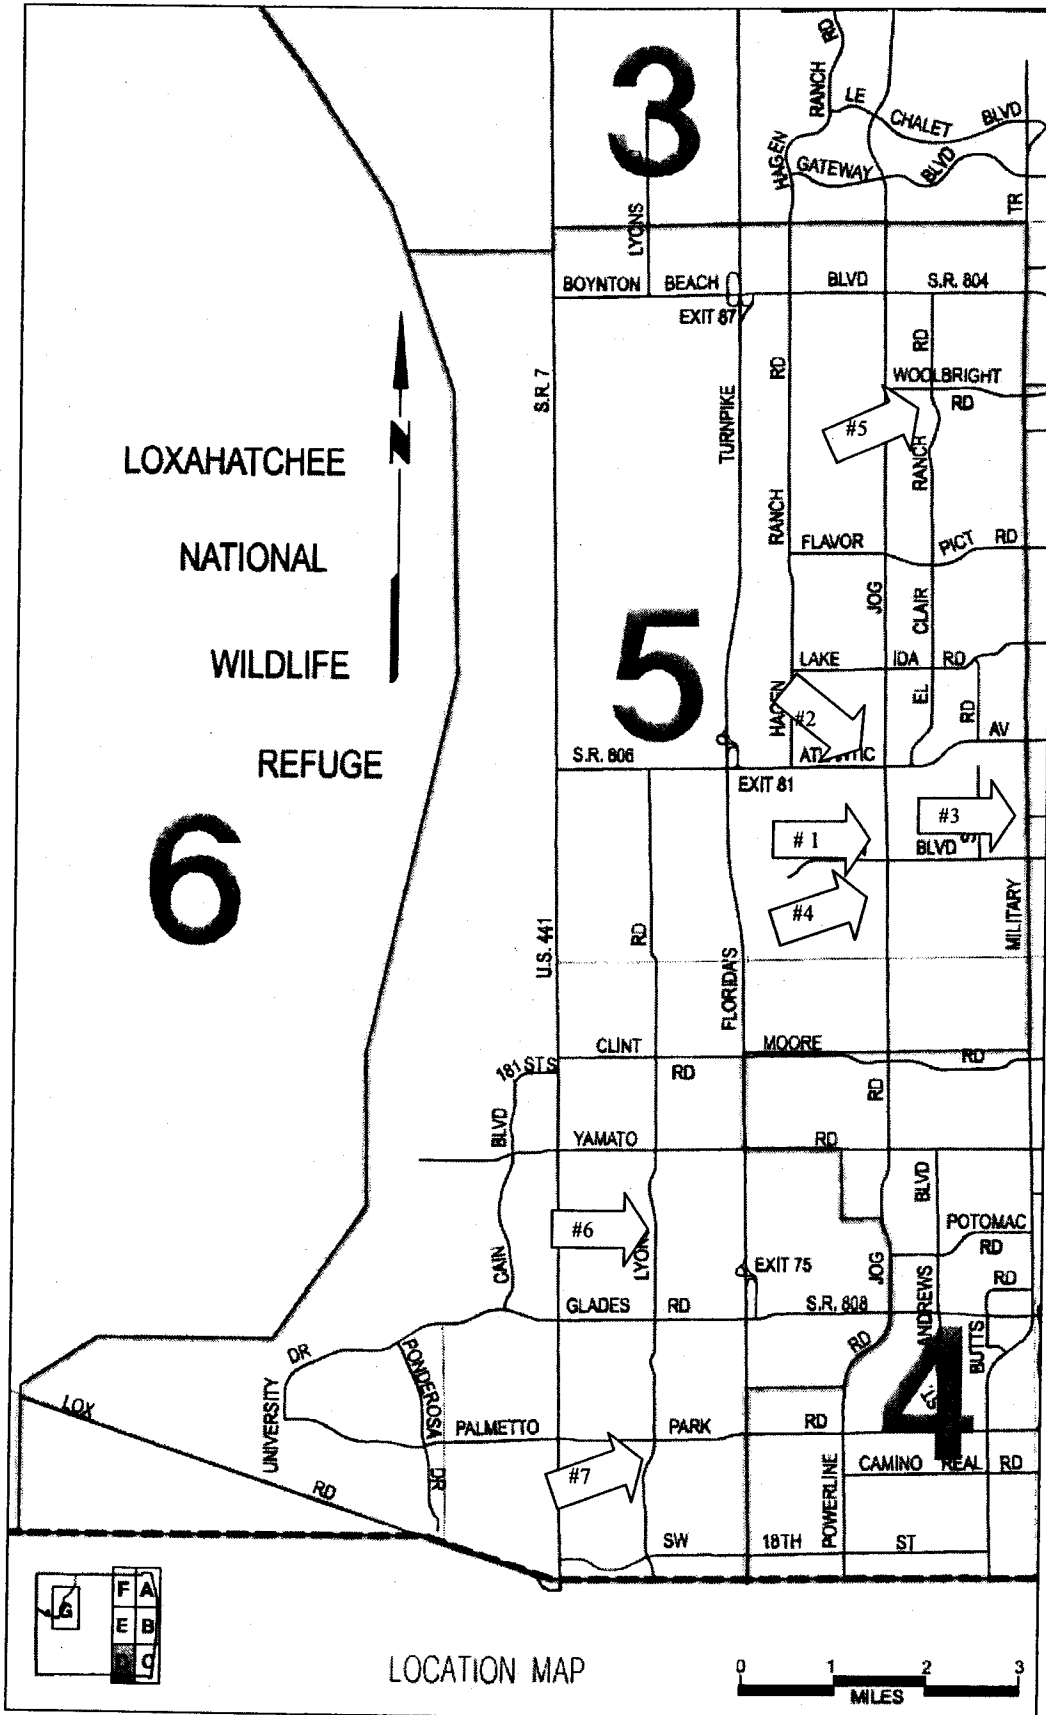 RD
3
RANCH
LE
CHALET
BLVD
HAGEN
GATEWAY
BLVD
TR
LYONS
BOYNTON BEACH BLVD S.R. 804
EXIT 87
RD
RD
S.R. 7
TURNPIKE
WOOLBRIGHT
RD
#5
RANCH
LOXAHATCHEE
N
NATIONAL
RANCH
FLAVOR
PICT RD
JOG
CLAIR
5
WILDLIFE
LAKE IDA RD
HAGEN
#2
EL
RD
REFUGE
S.R. 806
ATLANTIC
AV
EXIT 81
6
#1
#3
BLVD
#4
MILITARY
U.S. 441
RD
FLORIDA'S
CLINT
MOORE
RD
RD
181 ST S
RD
BLVD
YAMATO
RD
BLVD
#6
POTOMAC
RD
CAIN
LYONS
EXIT 75
JOG
RD
GLADES RD
S.R. 808
ANDREWS
BUTTS
DR
PONDEROSA
RD
4
ST.
LOX
UNIVERSITY
PALMETTO
PARK
RD
DR
#7
POWERLINE
CAMINO REAL RD
RD
SW 18TH ST
F A
G
E B
D C
LOCATION MAP
0 1 2 3
MILES